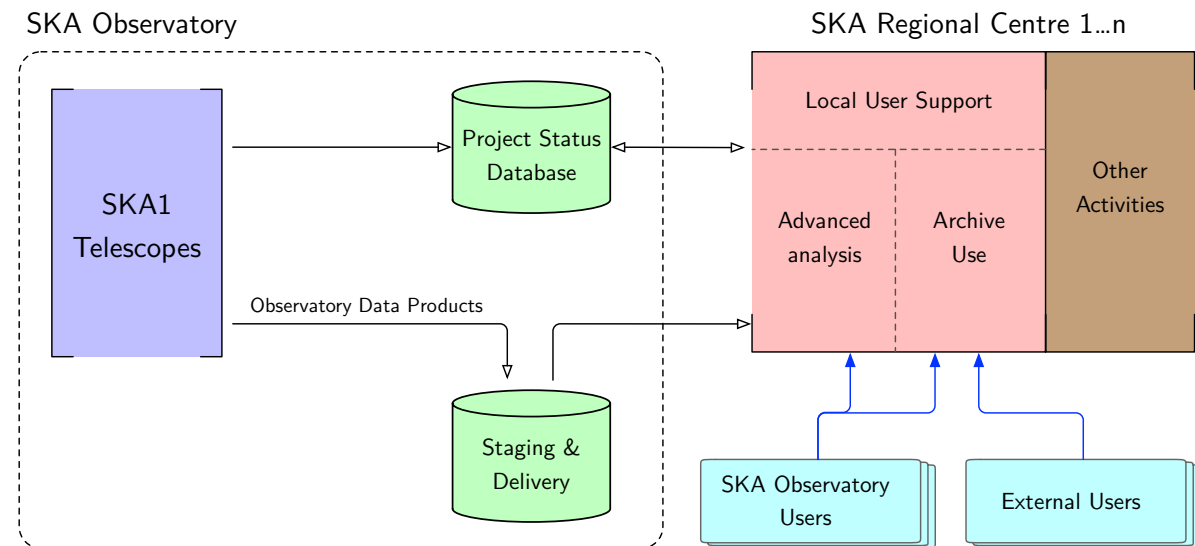 SKA Observatory
SKA Regional Centre 1…n
SKA1
Telescopes
Project Status
Database
Observatory Data Products
Staging &
Delivery
Local User Support
Advanced
analysis
Archive
Use
Other
Activities
SKA Observatory
Users
External Users